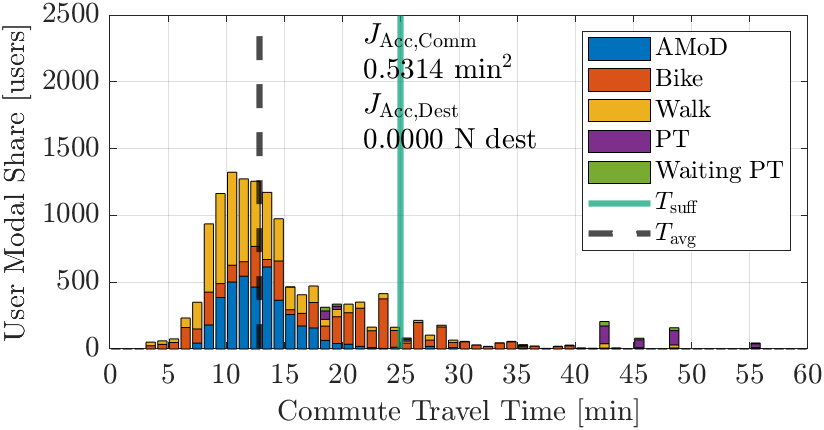 2500
2000
1500
1000
500
0
User Modal Share [users]
J_Acc,Comm
0.5314 min²
J_Acc,Dest
0.0000 N dest
AMoD
Bike
Walk
PT
Waiting PT
T_suff
T_avg
0 5 10 15 20 25 30 35 40 45 50 55 60
Commute Travel Time [min]